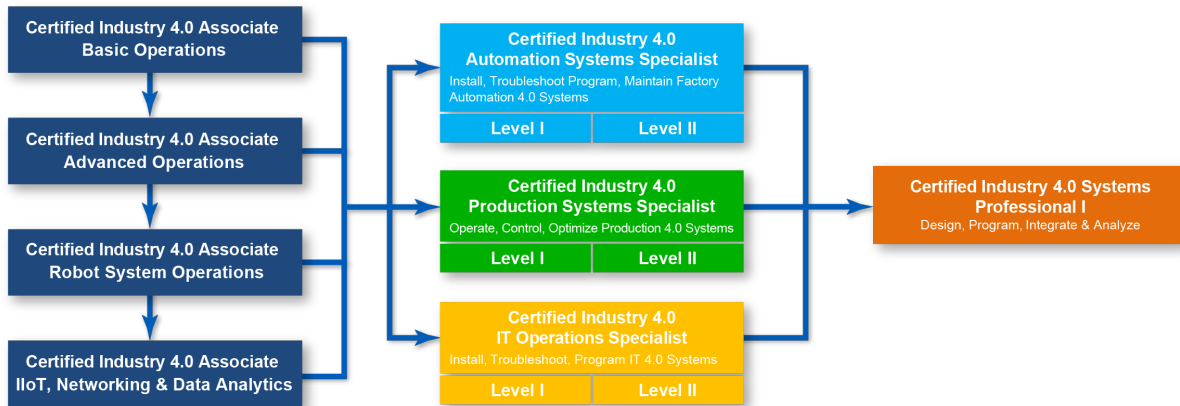 Certified Industry 4.0 Associate
Basic Operations
Certified Industry 4.0 Associate
Advanced Operations
Certified Industry 4.0 Associate
Robot System Operations
Certified Industry 4.0 Associate
IIoT, Networking & Data Analytics
Certified Industry 4.0
Automation Systems Specialist
Install, Troubleshoot Program, Maintain Factory
Automation 4.0 Systems
Level I
Level II
Certified Industry 4.0
Production Systems Specialist
Operate, Control, Optimize Production 4.0 Systems
Level I
Level II
Certified Industry 4.0
IT Operations Specialist
Install, Troubleshoot, Program IT 4.0 Systems
Level I
Level II
Certified Industry 4.0 Systems
Professional I
Design, Program, Integrate & Analyze